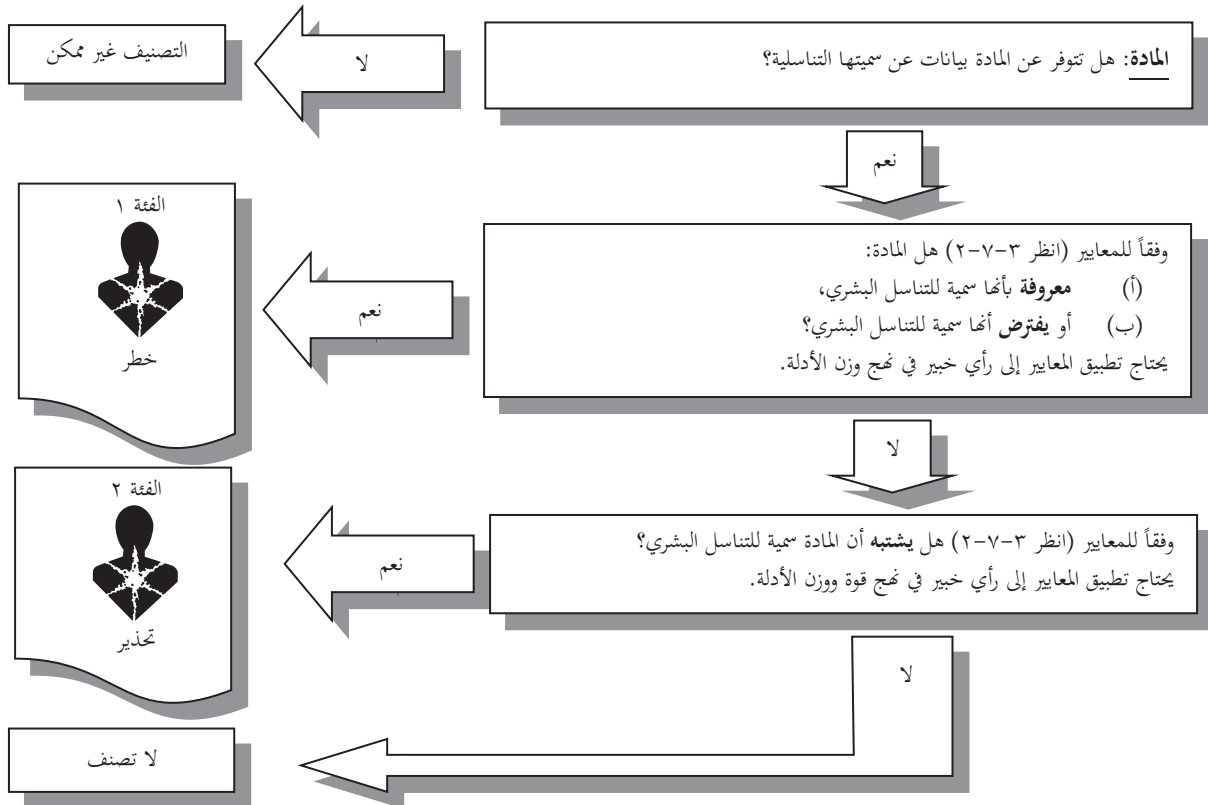 المادة: هل تتوفر عن المادة بيانات عن سميتها التناسلية؟
لا
التصنيف غير ممكن
نعم
وفقاً للمعايير (انظر ٣-٧-٢) هل المادة:
(أ) معروفة بأنها سمية للتناسل البشري،
(ب) أو يفترض أنها سمية للتناسل البشري؟
يحتاج تطبيق المعايير إلى رأي خبير في نهج وزن الأدلة.
نعم
الفئة ١
خطر
لا
وفقاً للمعايير (انظر ٣-٧-٢) هل يشتبه أن المادة سمية للتناسل البشري؟
يحتاج تطبيق المعايير إلى رأي خبير في نهج قوة ووزن الأدلة.
نعم
الفئة ٢
تحذير
لا
لا تصنف